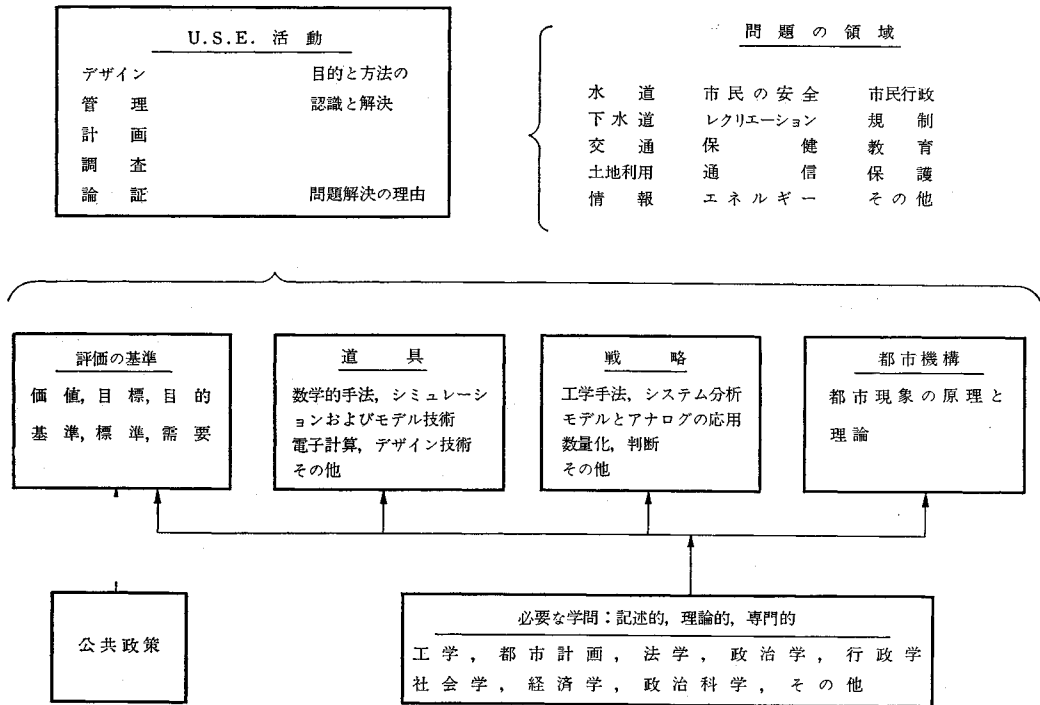 U.S.E. 活動
デザイン 目的と方法の
管理 認識と解決
計画
調査
論証 問題解決の理由
問題の領域
水道 市民の安全 市民行政
下水道 レクリエーション 規制
交通 保健 教育
土地利用 通信 保護
情報 エネルギー その他
評価の基準
価値,目標,目的
基準,標準,需要
道具
数学的手法,シミュレーシ
ョンおよびモデル技術
電子計算,デザイン技術
その他
戦略
工学手法,システム分析
モデルとアナログの応用
数量化,判断
その他
都市機構
都市現象の原理と
理論
公共政策
必要な学問:記述的,理論的,専門的
工学,都市計画,法学,政治学,行政学
社会学,経済学,政治科学,その他